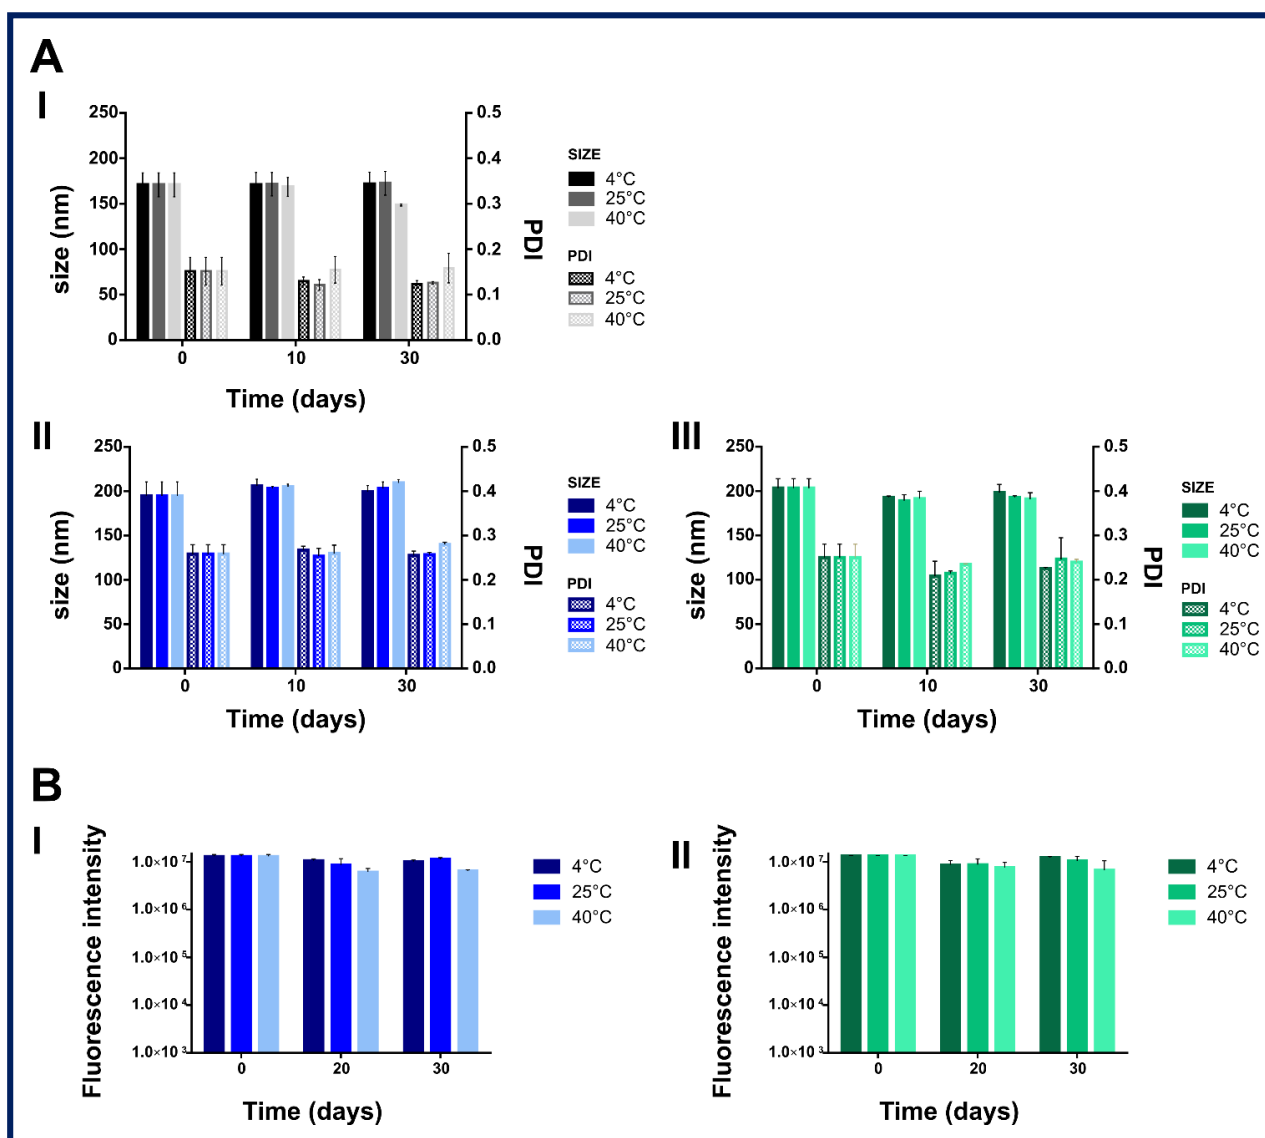 A
I
250
200
150
100
50
0
size (nm)
0.5
0.4
0.3
0.2
0.1
0.0
PDI
0 10 30
Time (days)
SIZE
4°C
25°C
40°C
PDI
4°C
25°C
40°C
II
250
200
150
100
50
0
size (nm)
0.5
0.4
0.3
0.2
0.1
0.0
PDI
0 10 30
Time (days)
SIZE
4°C
25°C
40°C
PDI
4°C
25°C
40°C
III
250
200
150
100
50
0
size (nm)
0.5
0.4
0.3
0.2
0.1
0.0
PDI
0 10 30
Time (days)
SIZE
4°C
25°C
40°C
PDI
4°C
25°C
40°C
B
I
Fluorescence intensity
1.0×10⁷
1.0×10⁶
1.0×10⁵
1.0×10⁴
1.0×10³
0 20 30
Time (days)
4°C
25°C
40°C
II
Fluorescence intensity
1.0×10⁷
1.0×10⁶
1.0×10⁵
1.0×10⁴
1.0×10³
0 20 30
Time (days)
4°C
25°C
40°C